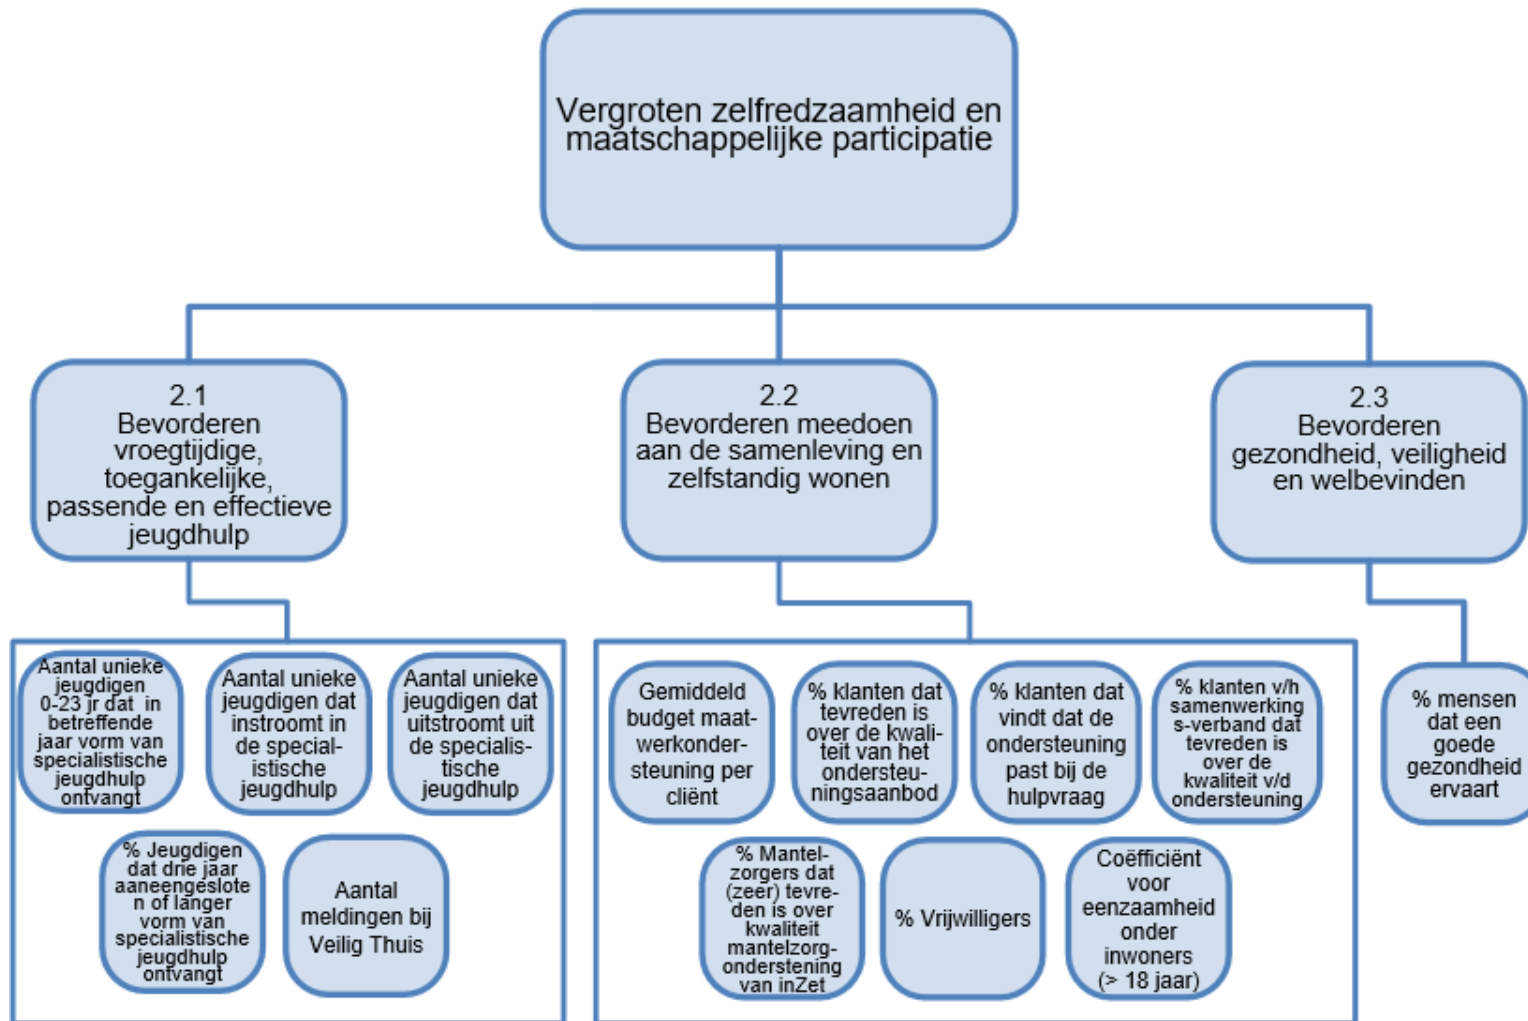 Vergroten zelfredzaamheid en
maatschappelijke participatie
2.1
Bevorderen
vroegtijdige,
toegankelijke,
passende en effectieve
jeugdhulp
2.2
Bevorderen meedoen
aan de samenleving en
zelfstandig wonen
2.3
Bevorderen
gezondheid, veiligheid
en welbevinden
Aantal unieke
jeugdigen
0-23 jr dat in
betreffende
jaar vorm van
specialistische
jeugdhulp
ontvangt
Aantal unieke
jeugdigen dat
instroomt in
de special-
istische
jeugdhulp
Aantal unieke
jeugdigen dat
uitstroomt uit
de specialis-
tische
jeugdhulp
% Jeugdigen
dat drie jaar
aaneengeslote
n of langer
vorm van
specialistische
jeugdhulp
ontvangt
Aantal
meldingen bij
Veilig Thuis
Gemiddeld
budget maat-
werkonder-
steuning per
cliënt
% klanten dat
tevreden is
over de kwali-
teit van het
ondersteu-
ningsaanbod
% klanten dat
vindt dat de
ondersteuning
past bij de
hulpvraag
% klanten v/h
samenwerking
s-verband dat
tevreden is
over de
kwaliteit v/d
ondersteuning
% Mantel-
zorgers dat
(zeer) tevre-
den is over
kwaliteit
mantelzorg-
onderstening
van inZet
% Vrijwilligers
Coëfficiënt
voor
eenzaamheid
onder
inwoners
(> 18 jaar)
% mensen
dat een
goede
gezondheid
ervaart